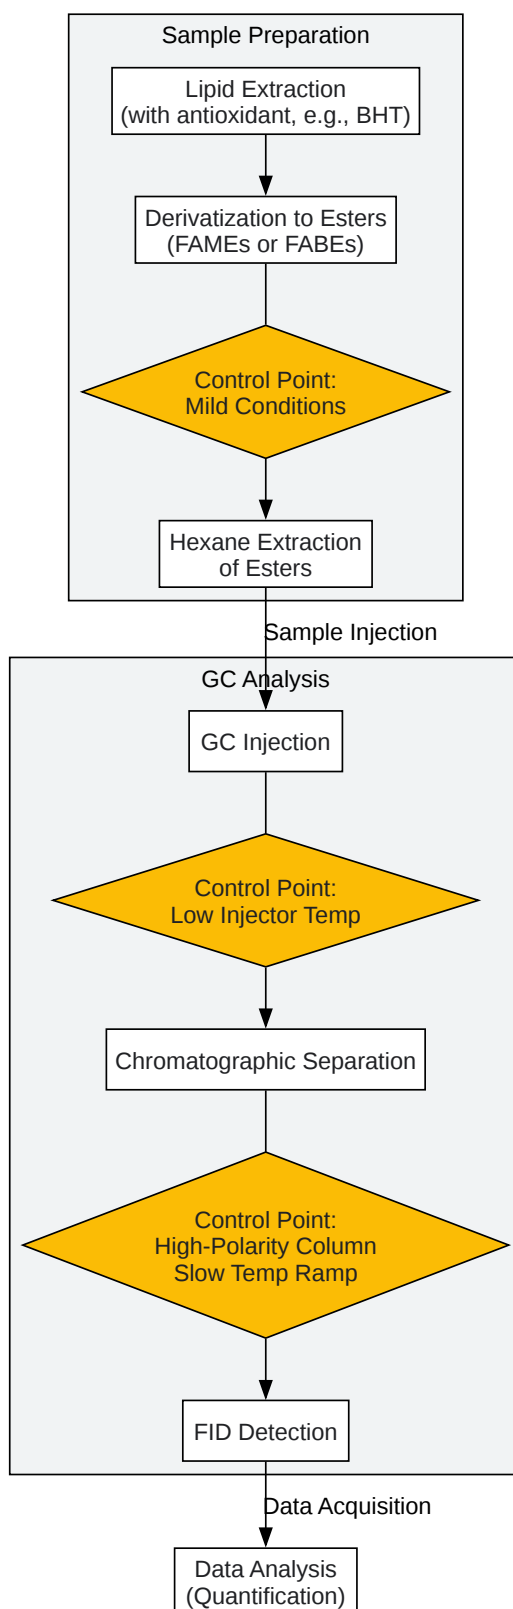 Sample Preparation
Lipid Extraction
(with antioxidant, e.g., BHT)
Derivatization to Esters
(FAMEs or FABEs)
Control Point:
Mild Conditions
Hexane Extraction
of Esters
Sample Injection
GC Analysis
GC Injection
Control Point:
Low Injector Temp
Chromatographic Separation
Control Point:
High-Polarity Column
Slow Temp Ramp
FID Detection
Data Acquisition
Data Analysis
(Quantification)